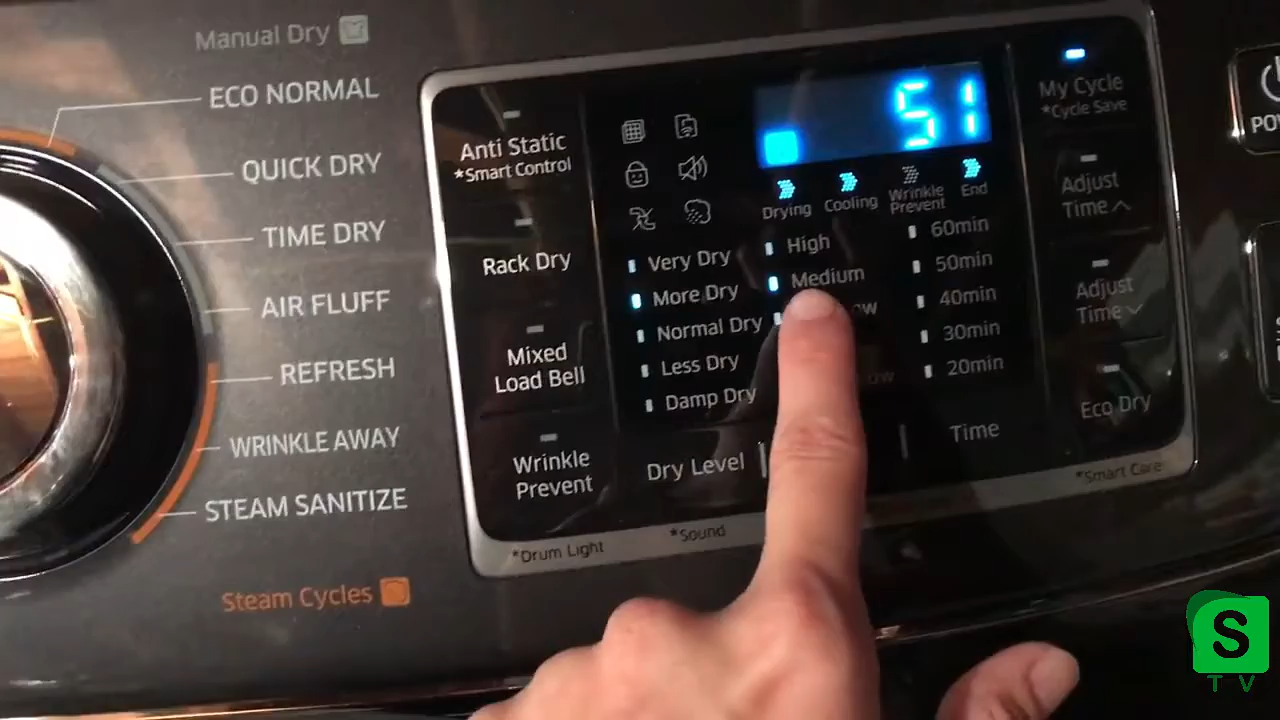 Manual Dry
ECO NORMAL
QUICK DRY
TIME DRY
AIR FLUFF
REFRESH
WRINKLE AWAY
STEAM SANITIZE
Steam Cycles
Anti Static
*Smart Control
Rack Dry
Mixed
Load Bell
Wrinkle
Prevent
*Drum Light
51
Drying
Cooling
Wrinkle
Prevent
End
Very Dry
More Dry
Normal Dry
Less Dry
Damp Dry
Dry Level
*Sound
High
Medium
60min
50min
40min
30min
20min
Time
My Cycle
*Cycle Save
Adjust
Time
Adjust
Time
Eco Dry
*Smart Care
S
TV